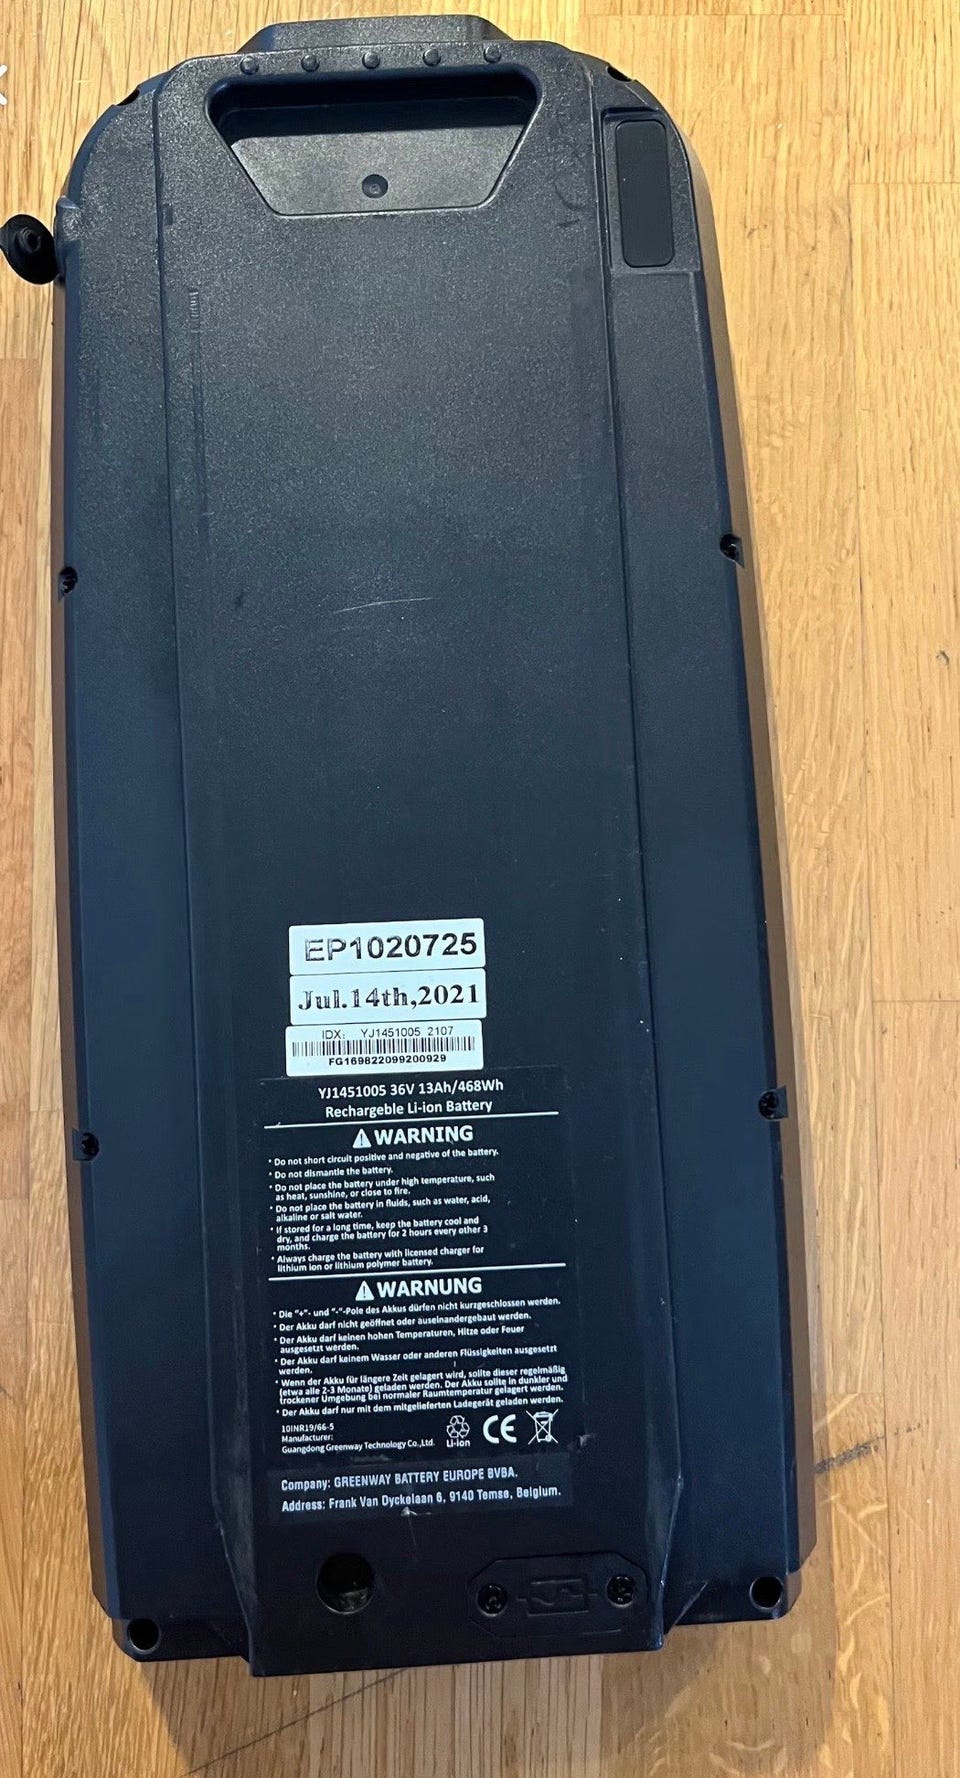 EP1020725
Jul.14th,2021
IDX: YJ1451005 2107
FG169822099200929
YJ1451005 36V 13Ah/468Wh
Rechargeble Li-ion Battery
WARNING
• Do not short circuit positive and negative of the battery.
• Do not dismantle the battery.
• Do not place the battery under high temperature, such
as heat, sunshine, or close to fire.
• Do not place the battery in fluids, such as water, acid,
alkaline or salt water.
• If stored for a long time, keep the battery cool and
dry, and charge the battery for 2 hours every other 3
months.
• Always charge the battery with licensed charger for
lithium ion or lithium polymer battery.
WARNUNG
• Die "+"- und "-"-Pole des Akkus dürfen nicht kurzgeschlossen werden.
• Der Akku darf nicht geöffnet oder auseinandergebaut werden.
• Der Akku darf keinen hohen Temperaturen, Hitze oder Feuer
ausgesetzt werden.
• Der Akku darf keinem Wasser oder anderen Flüssigkeiten ausgesetzt
werden.
• Wenn der Akku für längere Zeit gelagert wird, sollte dieser regelmäßig
(etwa alle 2-3 Monate) geladen werden. Der Akku sollte in dunkler und
trockener Umgebung bei normaler Raumtemperatur gelagert werden.
• Der Akku darf nur mit dem mitgelieferten Ladegerät geladen werden.
10INR19/66-5
Manufacturer:
Guangdong Greenway Technology Co.,Ltd.
Li-ion
CE
Company: GREENWAY BATTERY EUROPE BVBA.
Address: Frank Van Dyckelaan 6, 9140 Temse, Belgium.